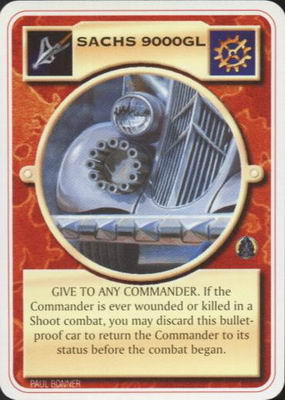 SACHS 9000GL
GIVE TO ANY COMMANDER. If the
Commander is ever wounded or killed in a
Shoot combat, you may discard this bullet-
proof car to return the Commander to its
status before the combat began.
PAUL BONNER